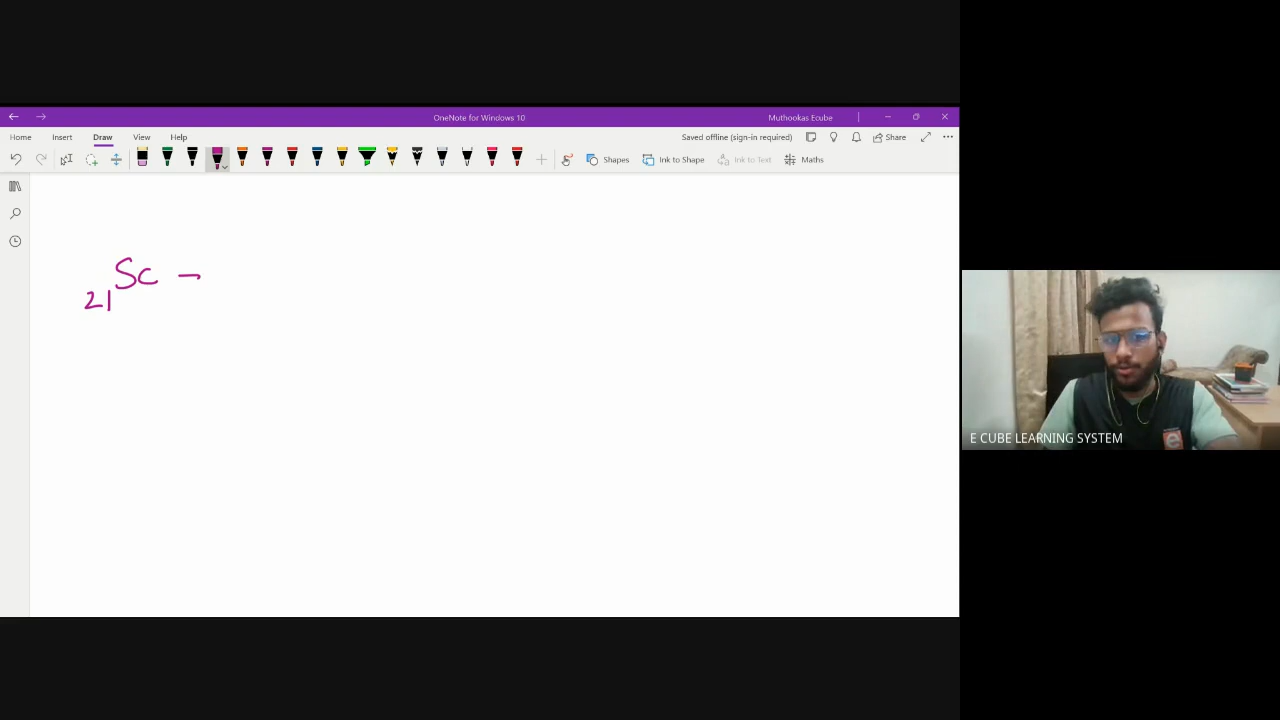 OneNote for Windows 10
Muthookas Ecube
Home Insert Draw View Help
Saved offline (sign-in required)
Share
Shapes
Ink to Shape
Ink to Text
Maths
21Sc –
E CUBE LEARNING SYSTEM